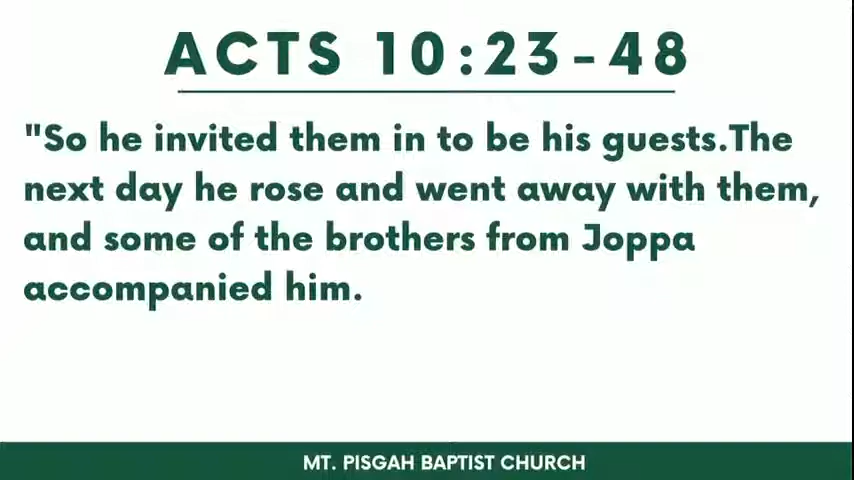 ACTS 10:23-48
"So he invited them in to be his guests.The
next day he rose and went away with them,
and some of the brothers from Joppa
accompanied him.
MT. PISGAH BAPTIST CHURCH